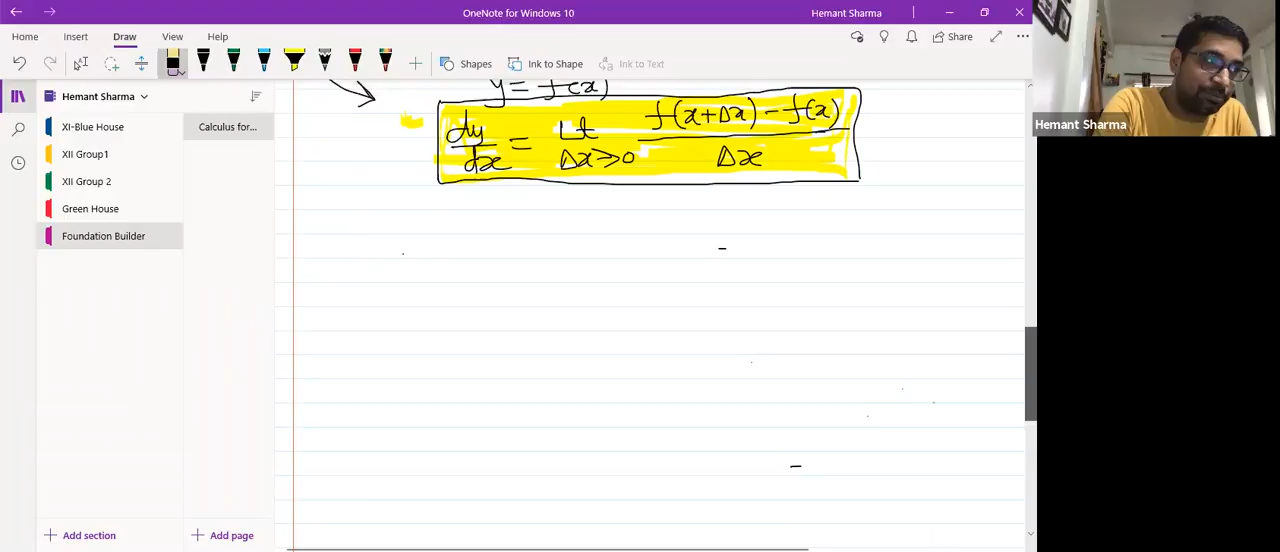 OneNote for Windows 10
Hemant Sharma
Home Insert Draw View Help
Share
Shapes Ink to Shape Ink to Text
Hemant Sharma
XI-Blue House
XII Group1
XII Group 2
Green House
Foundation Builder
Calculus for...
y = f(x)
dy/dx = Lt Δx→0 f(x+Δx) - f(x) / Δx
Hemant Sharma
Add section
Add page